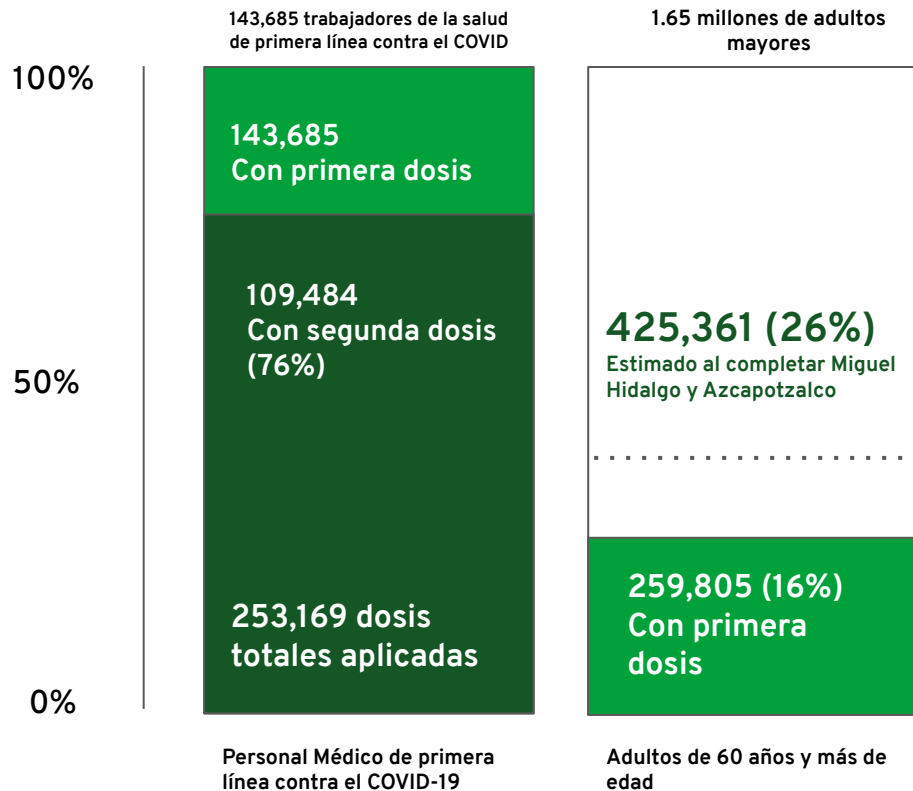 143,685 trabajadores de la salud
de primera línea contra el COVID
1.65 millones de adultos
mayores
100%
50%
0%
143,685
Con primera dosis
109,484
Con segunda dosis
(76%)
253,169 dosis
totales aplicadas
425,361 (26%)
Estimado al completar Miguel
Hidalgo y Azcapotzalco
259,805 (16%)
Con primera
dosis
Personal Médico de primera
línea contra el COVID-19
Adultos de 60 años y más de
edad